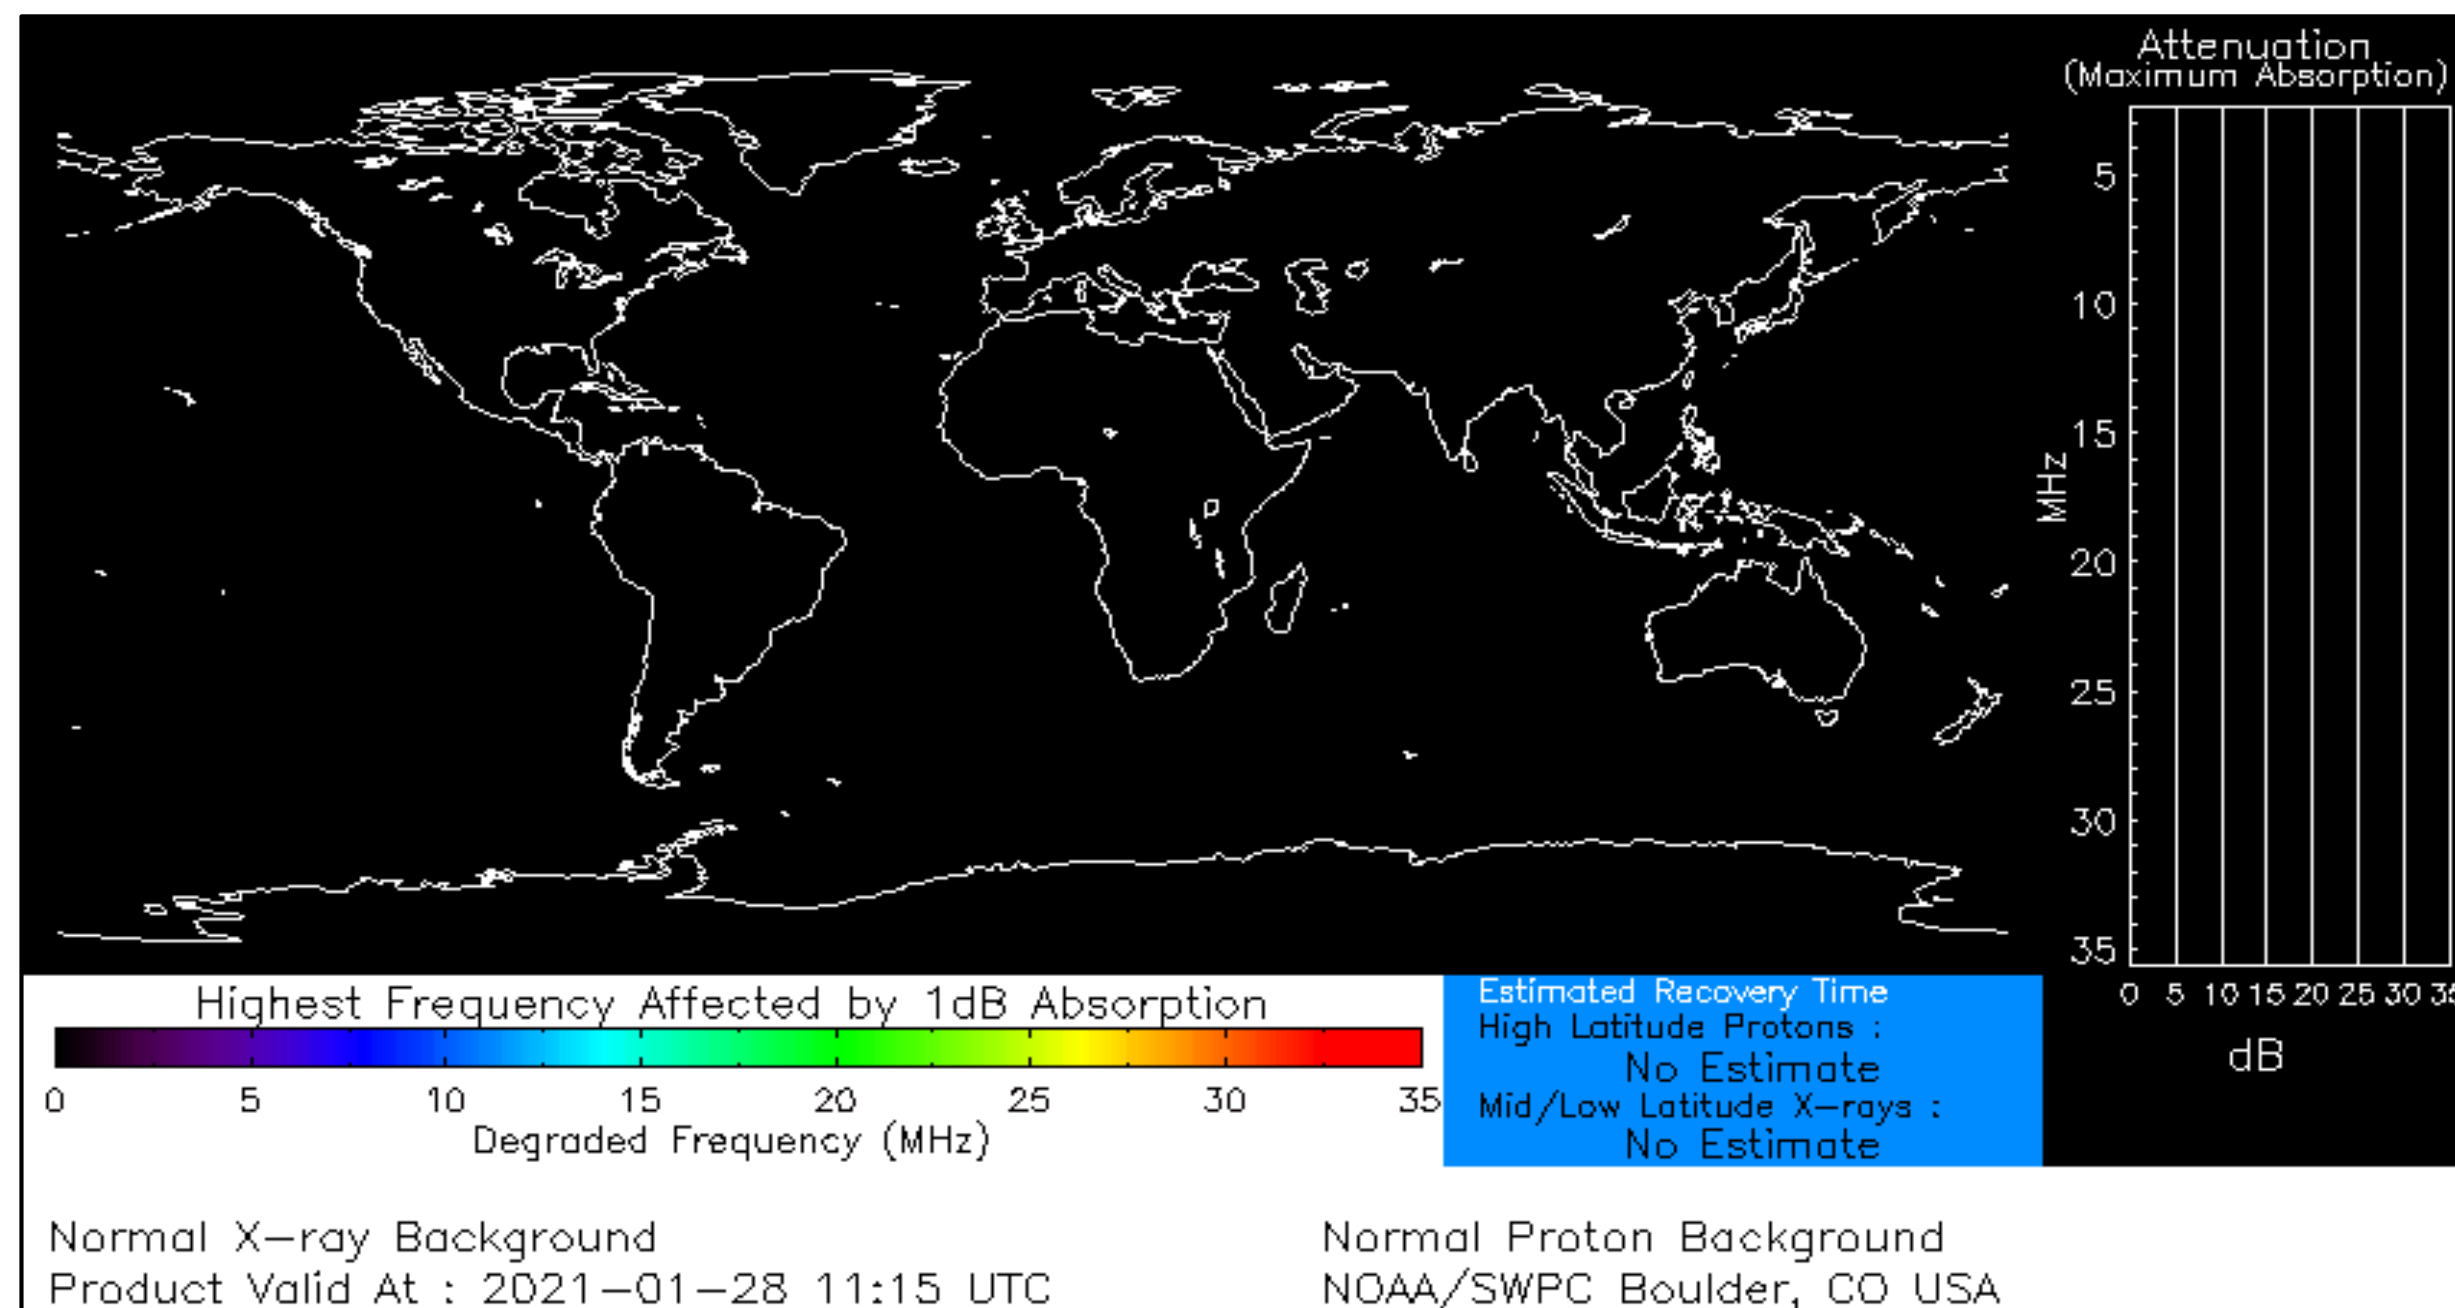 Attenuation
(Maximum Absorption)
5
10
15
20
25
30
35
MHz
0 5 10 15 20 25 30
dB
Highest Frequency Affected by 1dB Absorption
0 5 10 15 20 25 30 35
Degraded Frequency (MHz)
Estimated Recovery Time
High Latitude Protons :
No Estimate
Mid/Low Latitude X-rays :
No Estimate
Normal X-ray Background
Normal Proton Background
Product Valid At : 2021-01-28 11:15 UTC
NOAA/SWPC Boulder, CO USA